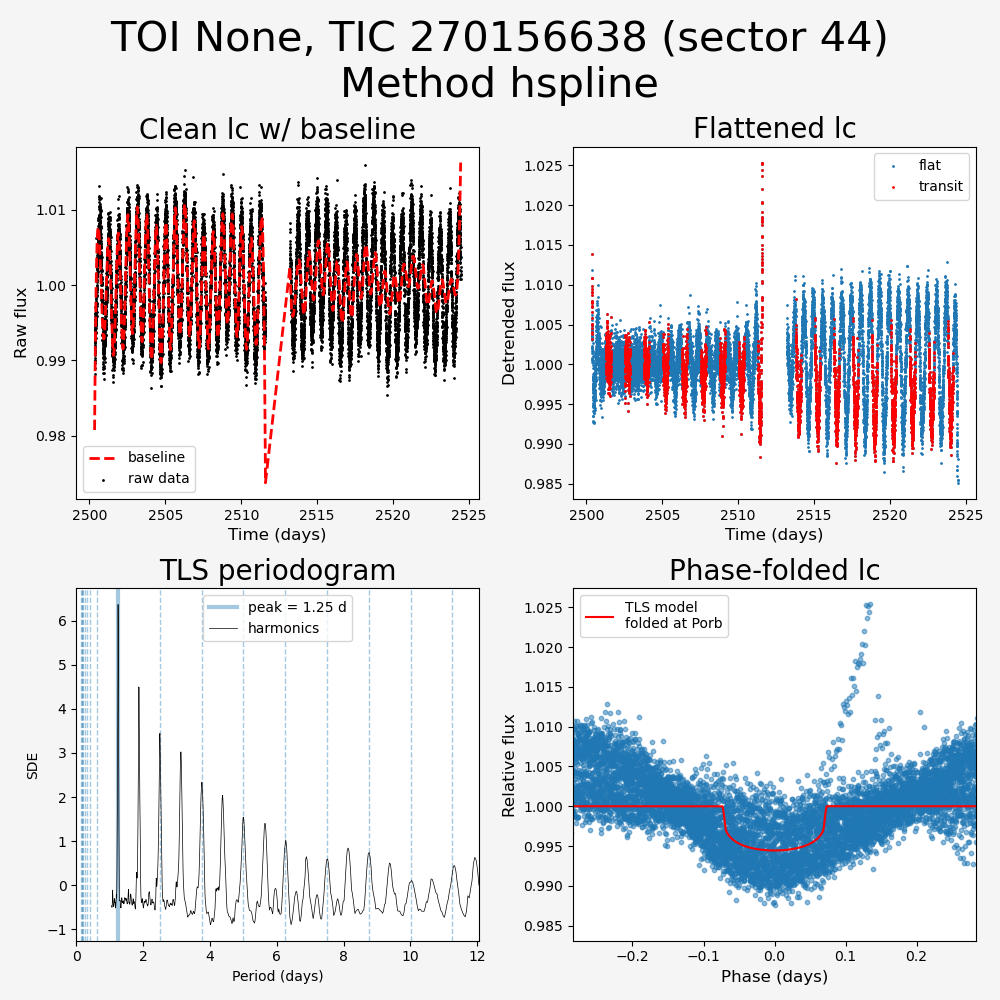 TOI None, TIC 270156638 (sector 44)
Method hspline
Clean lc w/ baseline
Raw flux
1.01
1.00
0.99
0.98
baseline
raw data
2500
2505
2510
2515
2520
2525
Time (days)
Flattened lc
Detrended flux
1.025
1.020
1.015
1.010
1.005
1.000
0.995
0.990
0.985
flat
transit
2500
2505
2510
2515
2520
2525
Time (days)
TLS periodogram
SDE
6
5
4
3
2
1
0
−1
peak = 1.25 d
harmonics
0
2
4
6
8
10
12
Period (days)
Phase-folded lc
Relative flux
1.025
1.020
1.015
1.010
1.005
1.000
0.995
0.990
0.985
TLS model
folded at Porb
−0.2
−0.1
0.0
0.1
0.2
Phase (days)